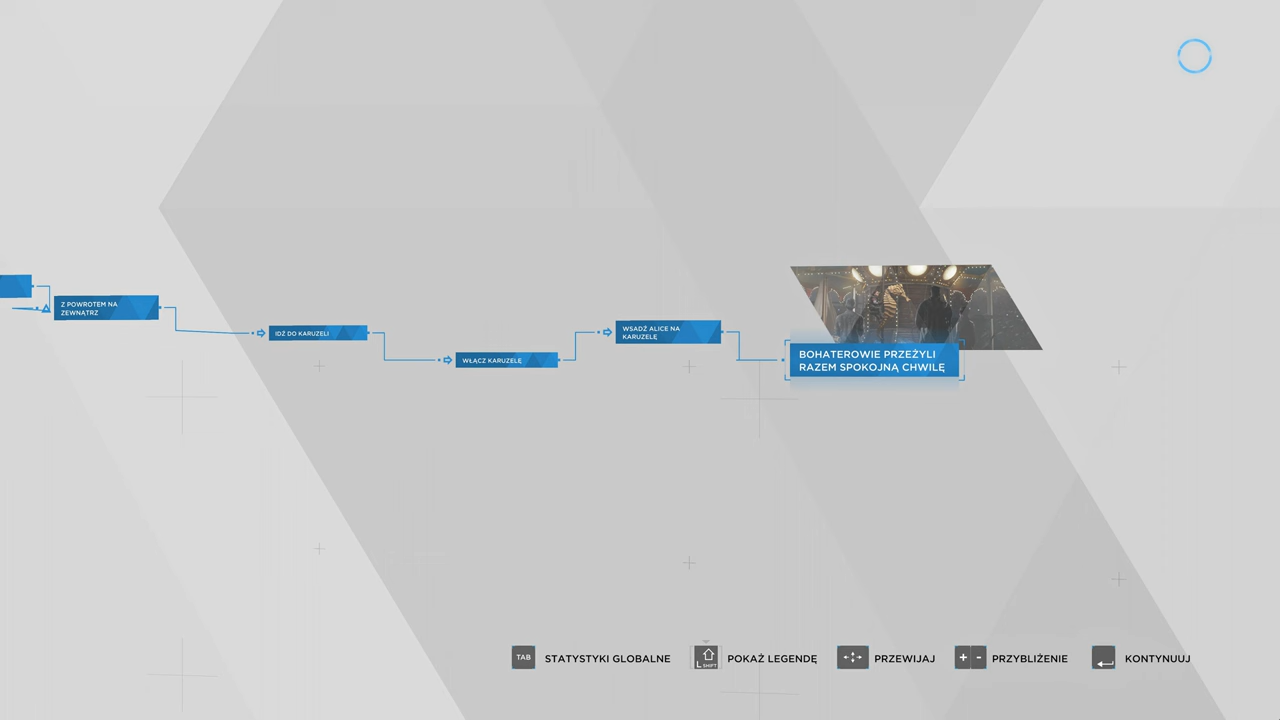 Z POWROTEM NA
ZEWNĄTRZ
IDŹ DO KARUZELI
WŁĄCZ KARUZELĘ
WSADŹ ALICE NA
KARUZELĘ
BOHATEROWIE PRZEŻYLI
RAZEM SPOKOJNĄ CHWILĘ
TAB STATYSTYKI GLOBALNE L SHIFT POKAŻ LEGENDĘ PRZEWIJAJ + - PRZYBLIŻENIE KONTYNUUJ